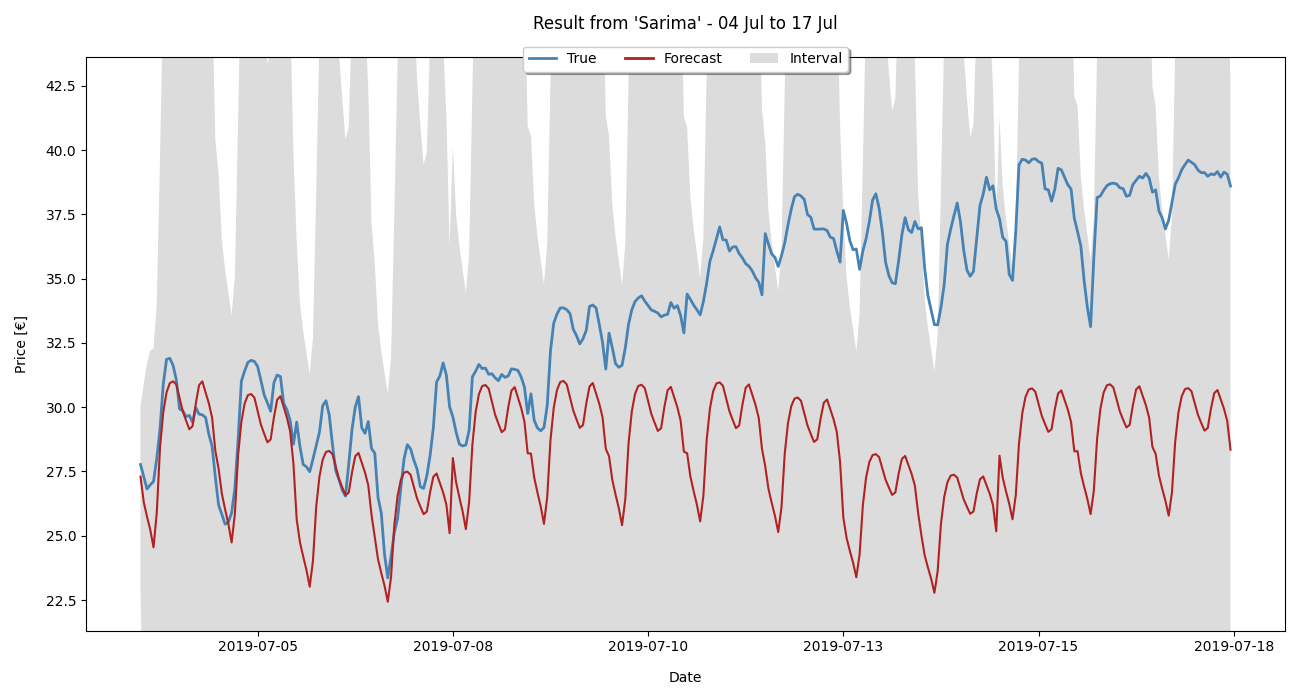 Result from 'Sarima' - 04 Jul to 17 Jul
True Forecast Interval
42.5
40.0
37.5
35.0
32.5
30.0
27.5
25.0
22.5
Price [€]
2019-07-05 2019-07-08 2019-07-10 2019-07-13 2019-07-15 2019-07-18
Date